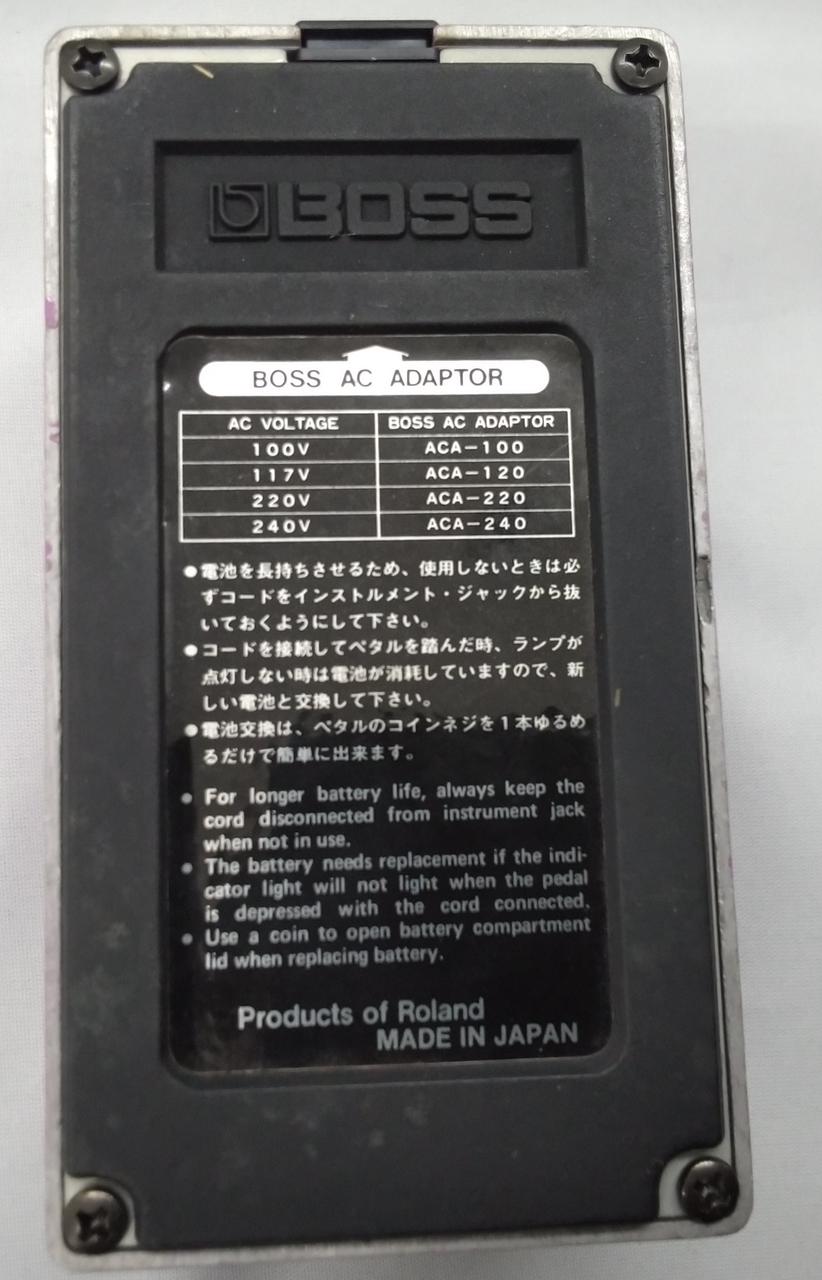 BOSS
BOSS AC ADAPTOR
AC VOLTAGE BOSS AC ADAPTOR
100V ACA-100
117V ACA-120
220V ACA-220
240V ACA-240
●電池を長持ちさせるため、使用しないときは必
ずコードをインストルメント・ジャックから抜
いておくようにして下さい。
●コードを接続してペタルを踏んだ時、ランプが
点灯しない時は電池が消耗していますので、新
しい電池と交換して下さい。
●電池交換は、ペタルのコインネジを1本ゆるめ
るだけで簡単に出来ます。
● For longer battery life, always keep the
cord disconnected from instrument jack
when not in use.
● The battery needs replacement if the indi-
cator light will not light when the pedal
is depressed with the cord connected.
● Use a coin to open battery compartment
lid when replacing battery.
Products of Roland
MADE IN JAPAN